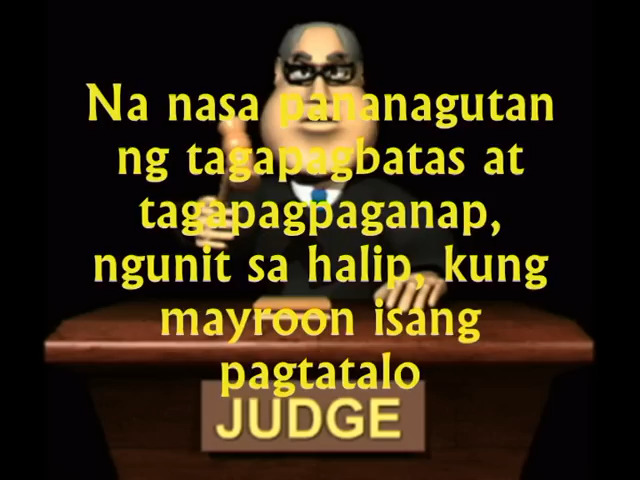 Na nasa pananagutan
ng tagapagbatas at
tagapagpaganap,
ngunit sa halip, kung
mayroon isang
pagtatalo
JUDGE